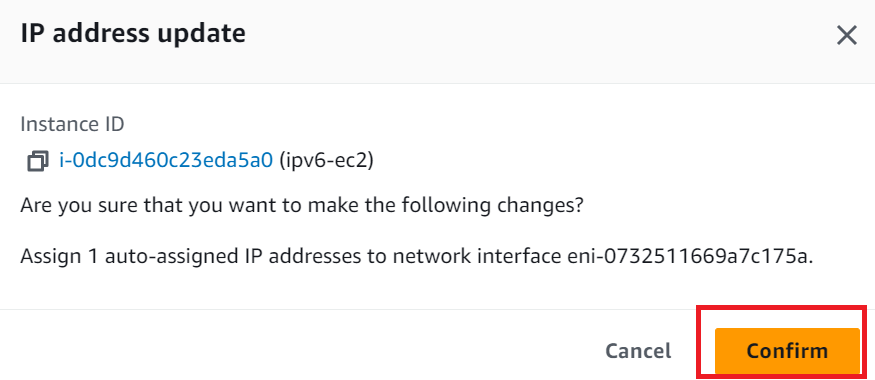 IP address update
Instance ID
i-0dc9d460c23eda5a0 (ipv6-ec2)
Are you sure that you want to make the following changes?
Assign 1 auto-assigned IP addresses to network interface eni-0732511669a7c175a.
Cancel Confirm